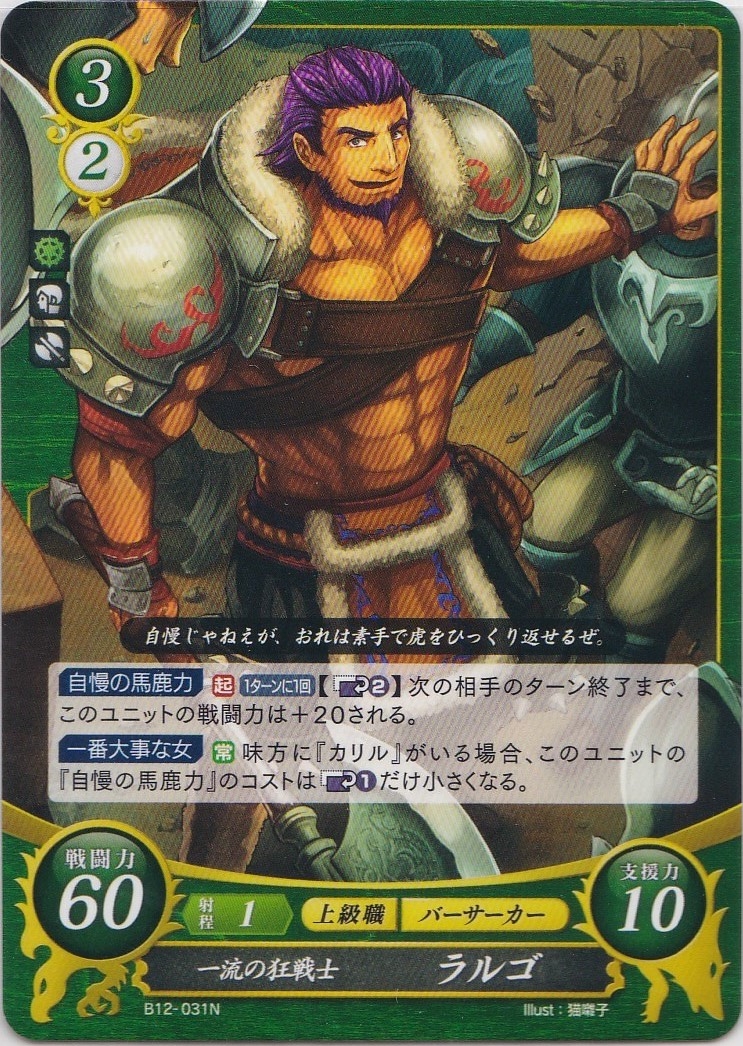 3
2
自慢じゃねえが、おれは素手で虎をひっくり返せるぜ。
自慢の馬鹿力 起 1ターンに1回【2】次の相手のターン終了まで、
このユニットの戦闘力は+20される。
一番大事な女 常 味方に『カリル』がいる場合、このユニットの
『自慢の馬鹿力』のコストは1だけ小さくなる。
戦闘力
60
射程 1
上級職 バーサーカー
支援力
10
一流の狂戦士 ラルゴ
B12-031N
Illust:猫囃子